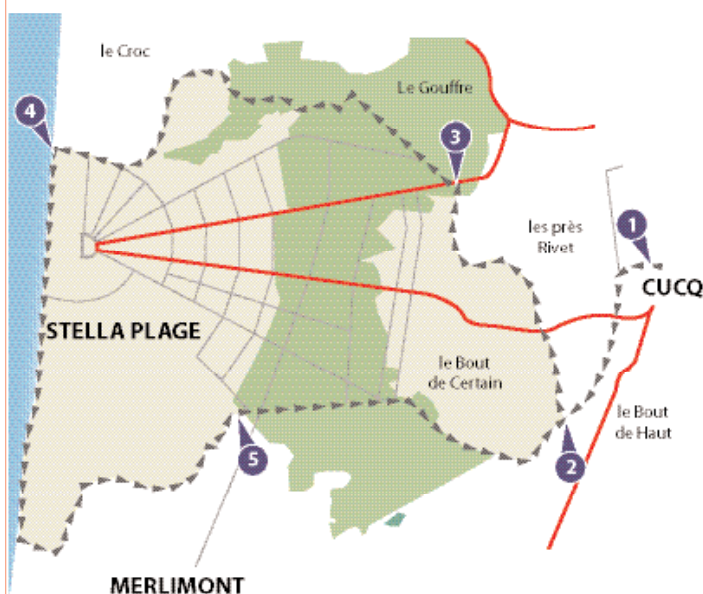 le Croc
4
Le Gouffre
3
les près
Rivet
1
CUCQ
STELLA PLAGE
le Bout
de Certain
le Bout
de Haut
5
2
MERLIMONT